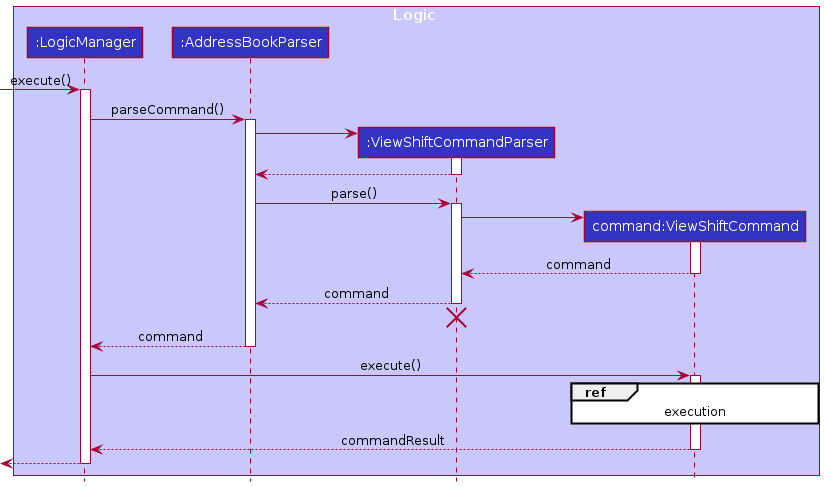 Logic
:LogicManager
:AddressBookParser
execute()
parseCommand()
:ViewShiftCommandParser
parse()
command:ViewShiftCommand
command
command
command
execute()
ref
execution
commandResult